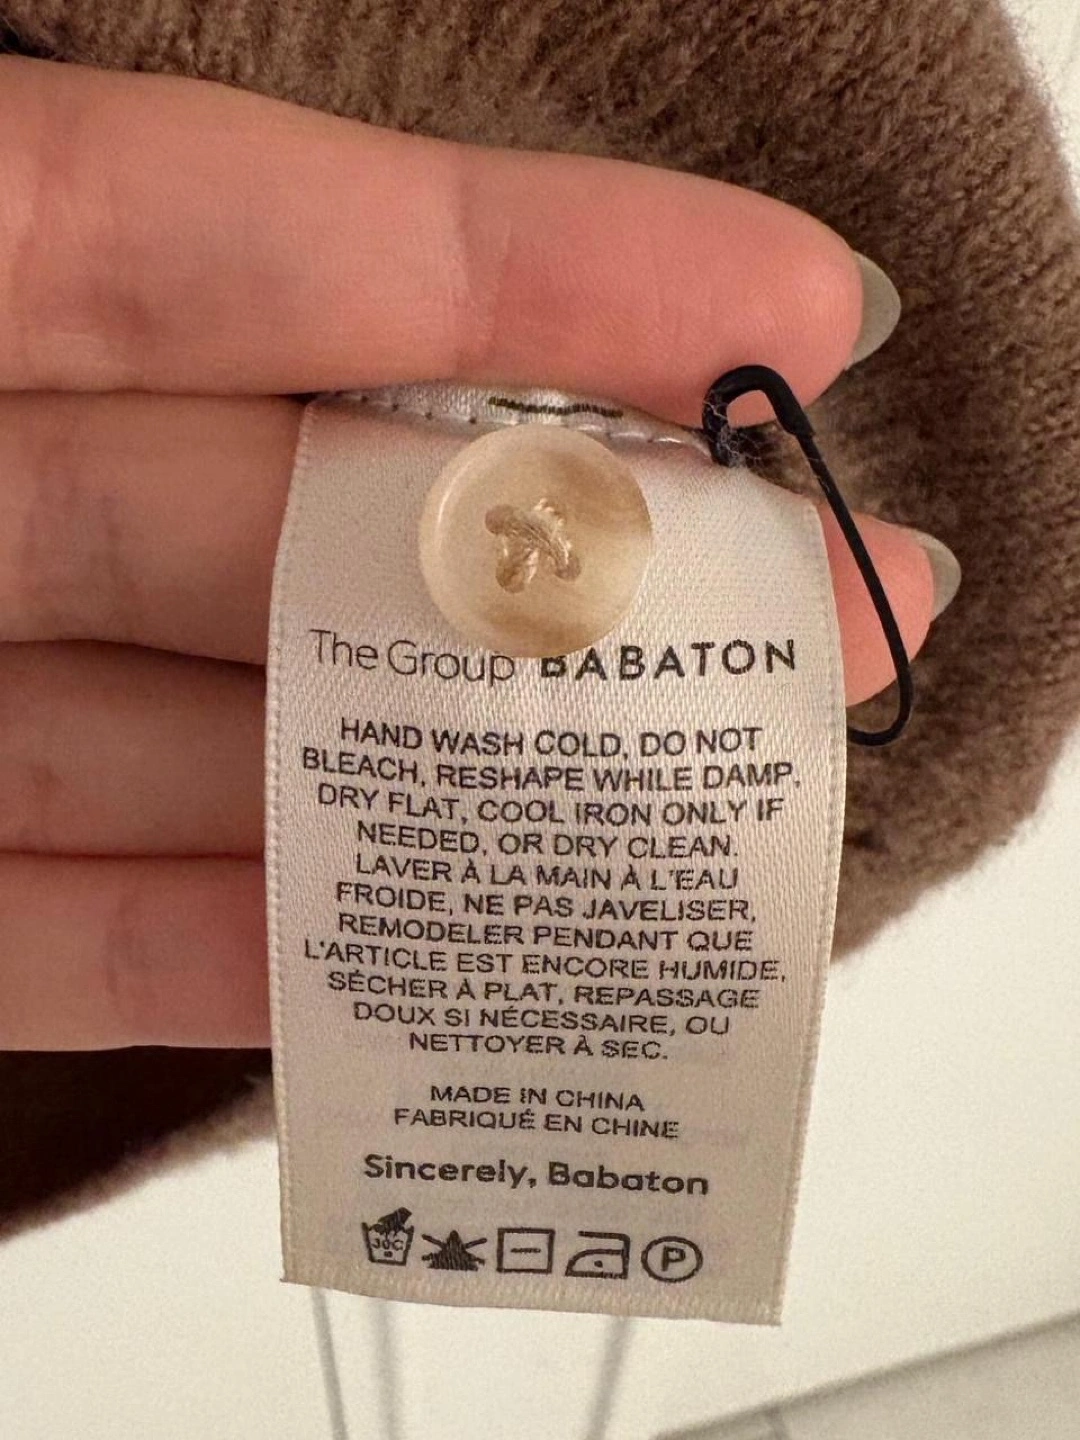 The Group BABATON
HAND WASH COLD, DO NOT
BLEACH, RESHAPE WHILE DAMP,
DRY FLAT, COOL IRON ONLY IF
NEEDED, OR DRY CLEAN.
LAVER À LA MAIN À L'EAU
FROIDE, NE PAS JAVELISER,
REMODELER PENDANT QUE
L'ARTICLE EST ENCORE HUMIDE,
SÉCHER À PLAT, REPASSAGE
DOUX SI NÉCESSAIRE, OU
NETTOYER À SEC.
MADE IN CHINA
FABRIQUÉ EN CHINE
Sincerely, Babaton
30C P